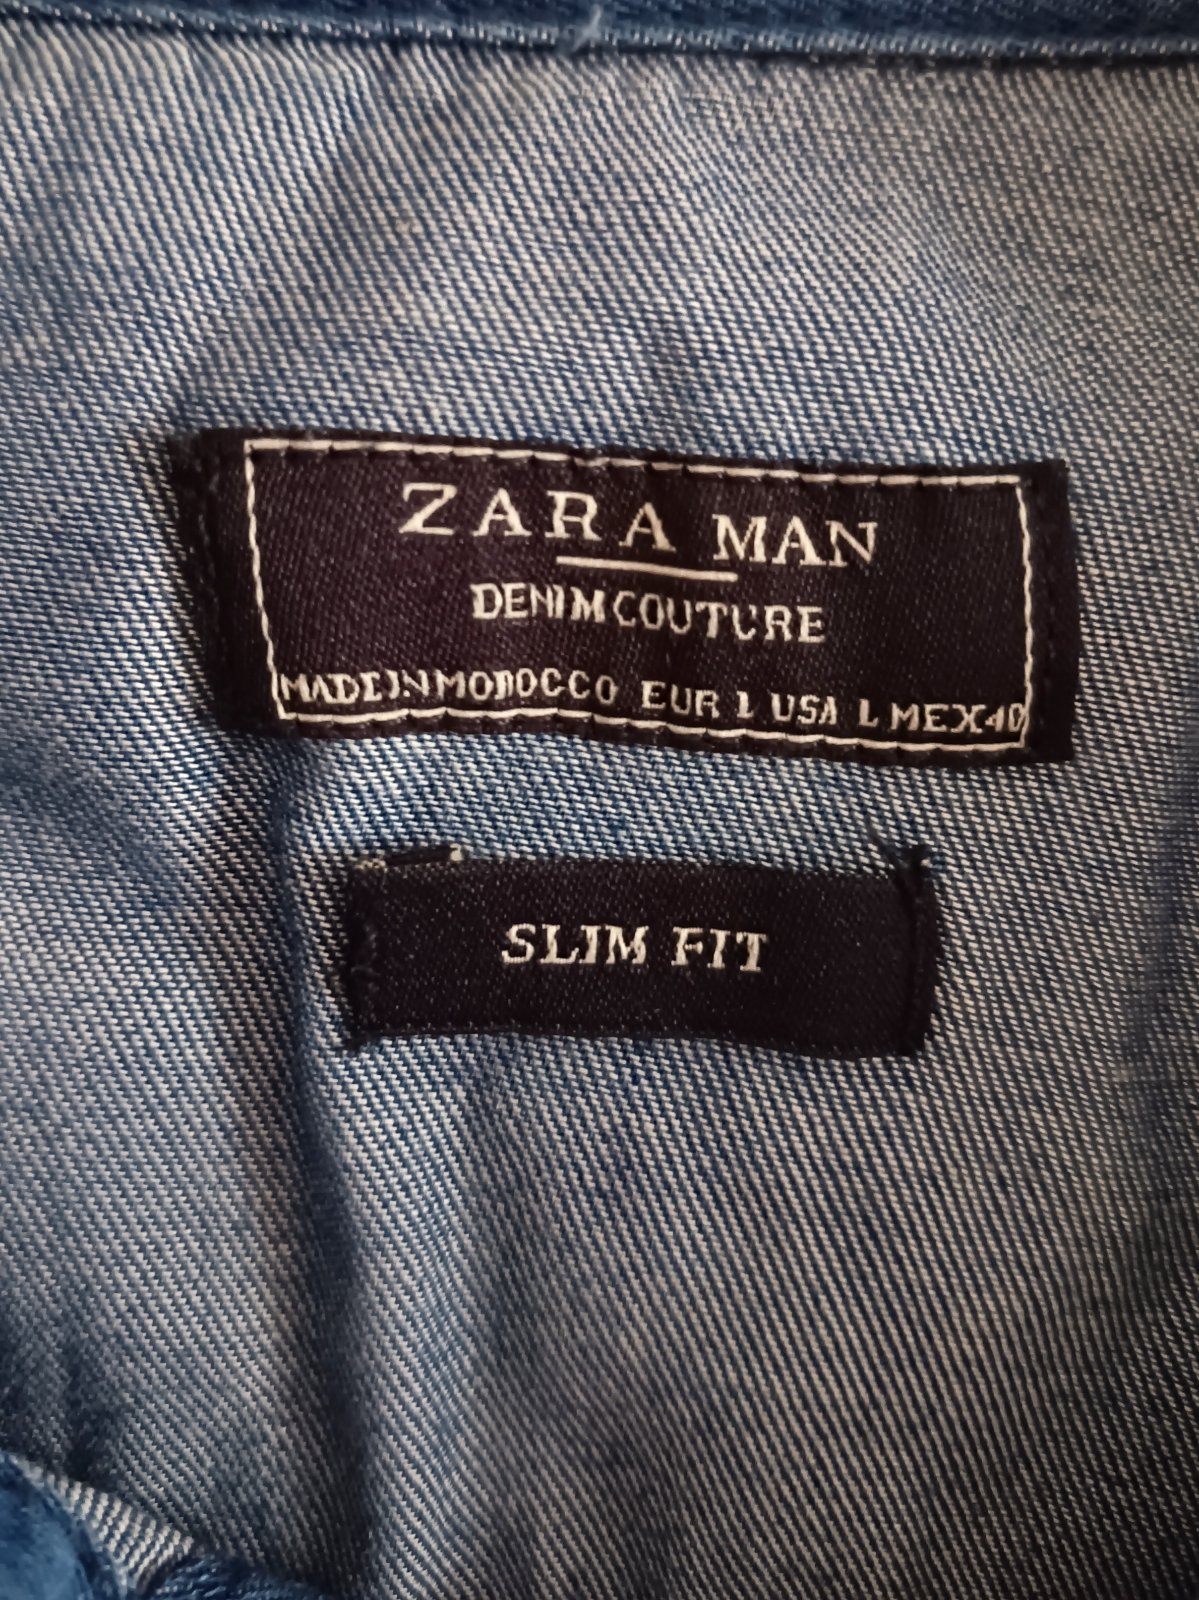 ZARA MAN
DENIM COUTURE
MADE IN MOROCCO EUR L USA L MEX 40
SLIM FIT